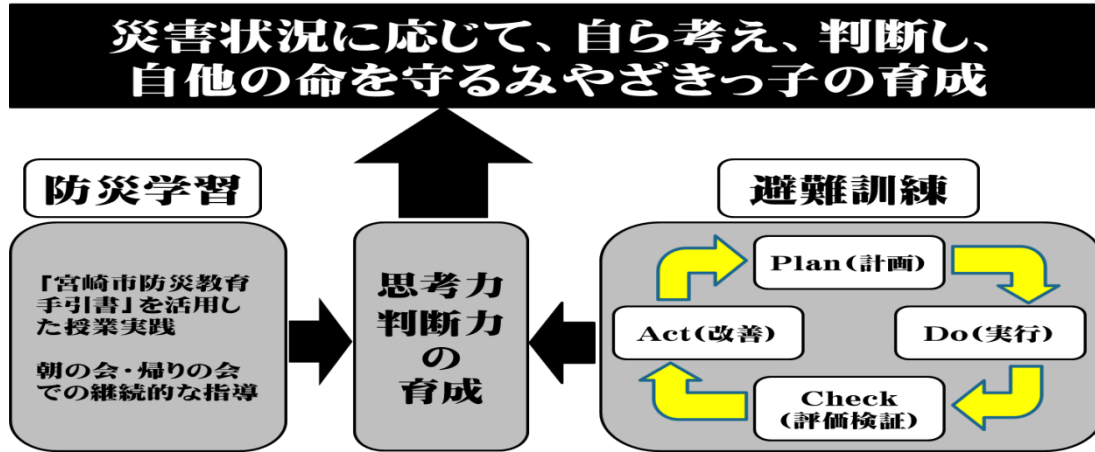 災害状況に応じて、自ら考え、判断し、
自他の命を守るみやざきっ子の育成
防災学習
「宮崎市防災教育
手引書」を活用し
た授業実践
朝の会・帰りの会
での継続的な指導
思考力
判断力
の
育成
避難訓練
Plan(計画)
Do(実行)
Check
(評価検証)
Act(改善)